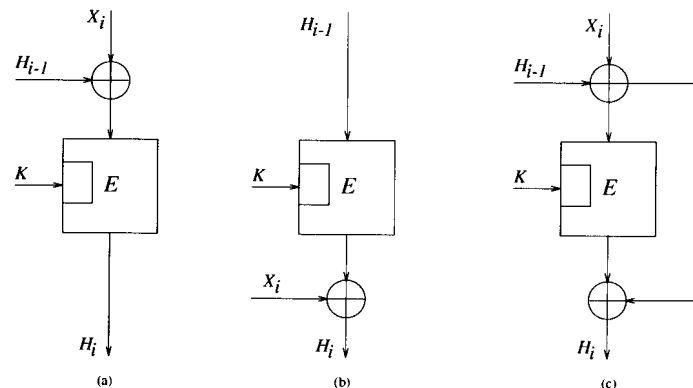 X_i
H_{i-1}
K
E
H_i
(a)
H_{i-1}
K
E
X_i
H_i
(b)
X_i
H_{i-1}
K
E
H_i
(c)